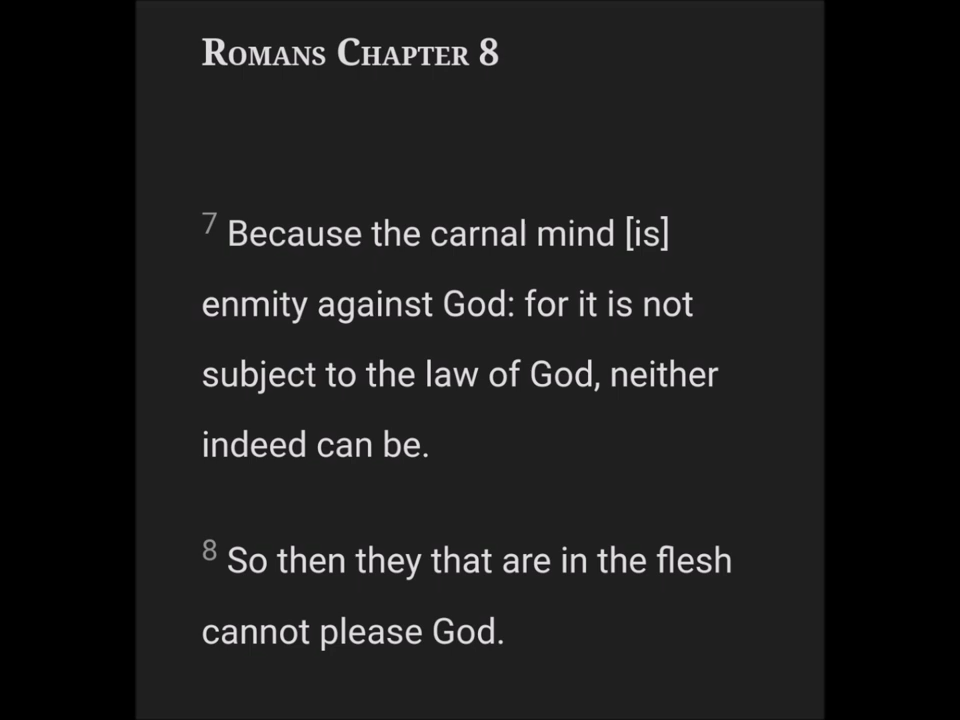 Romans Chapter 8
7 Because the carnal mind [is]
enmity against God: for it is not
subject to the law of God, neither
indeed can be.
8 So then they that are in the flesh
cannot please God.